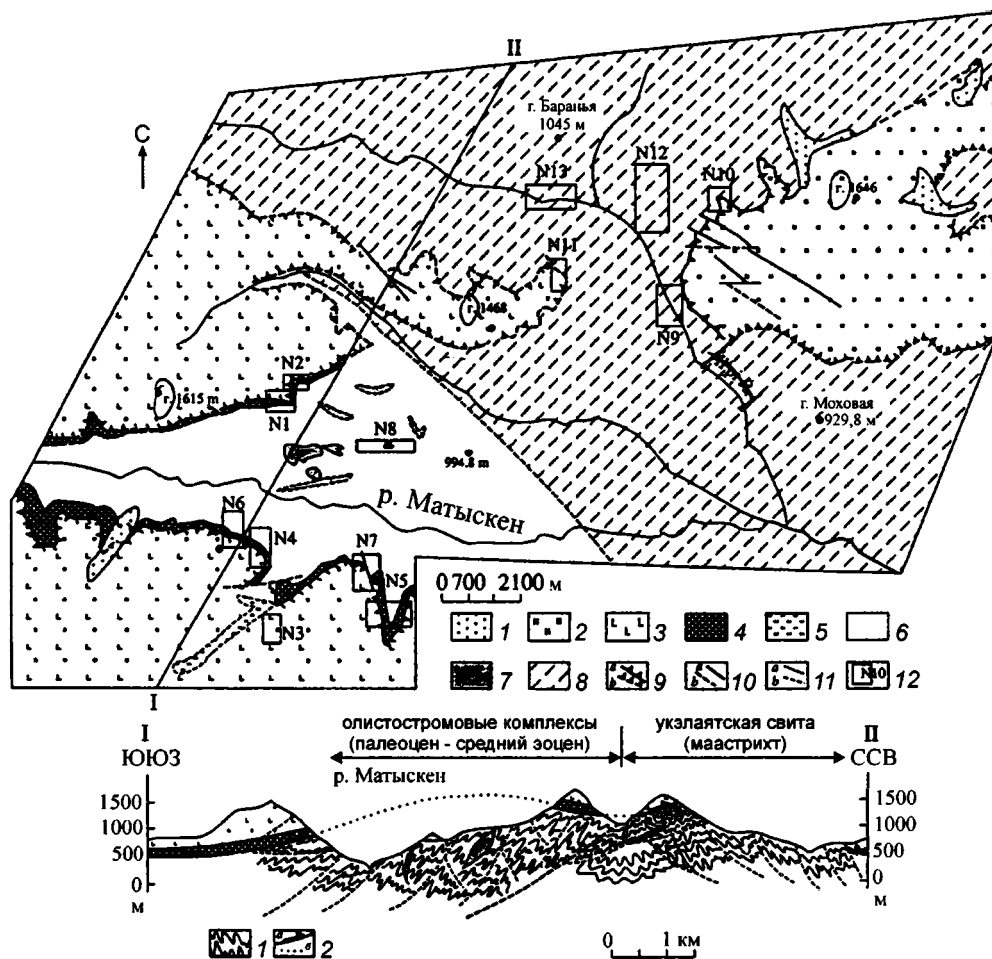 II
С
г. Баранья
1045 м
N13
N12
N10
г. 1646
N11
г. 1468
N9
N2
г. 1615 m
N1
г. Моховая
929,8 м
N8
994.8 m
р. Матыскен
N6
N4
N7
N5
N3
0 700 2100 м
1 2 3 4 5 6
7 8 9 10 11 12
I
олистостромовые комплексы
(палеоцен - средний эоцен)
укэлаятская свита
(маастрихт)
I
ЮЮЗ
II
ССВ
р. Матыскен
1500
1000
500
0
м
1500
1000
500
0
м
1 2
0 1 км